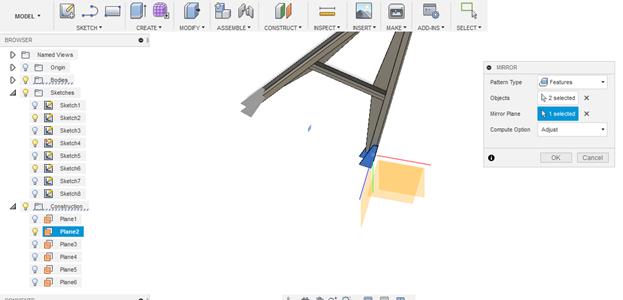 MODEL ▾
SKETCH ▾
CREATE ▾
MODIFY ▾
ASSEMBLE ▾
CONSTRUCT ▾
INSPECT ▾
INSERT ▾
MAKE ▾
ADD-INS ▾
SELECT ▾
BROWSER
Named Views
Origin
Bodies
Sketches
Sketch1
Sketch2
Sketch3
Sketch4
Sketch5
Sketch6
Sketch7
Sketch8
Construction
Plane1
Plane2
Plane3
Plane4
Plane5
Plane6
MIRROR
Pattern Type
Features
Objects
2 selected
Mirror Plane
1 selected
Compute Option
Adjust
OK
Cancel